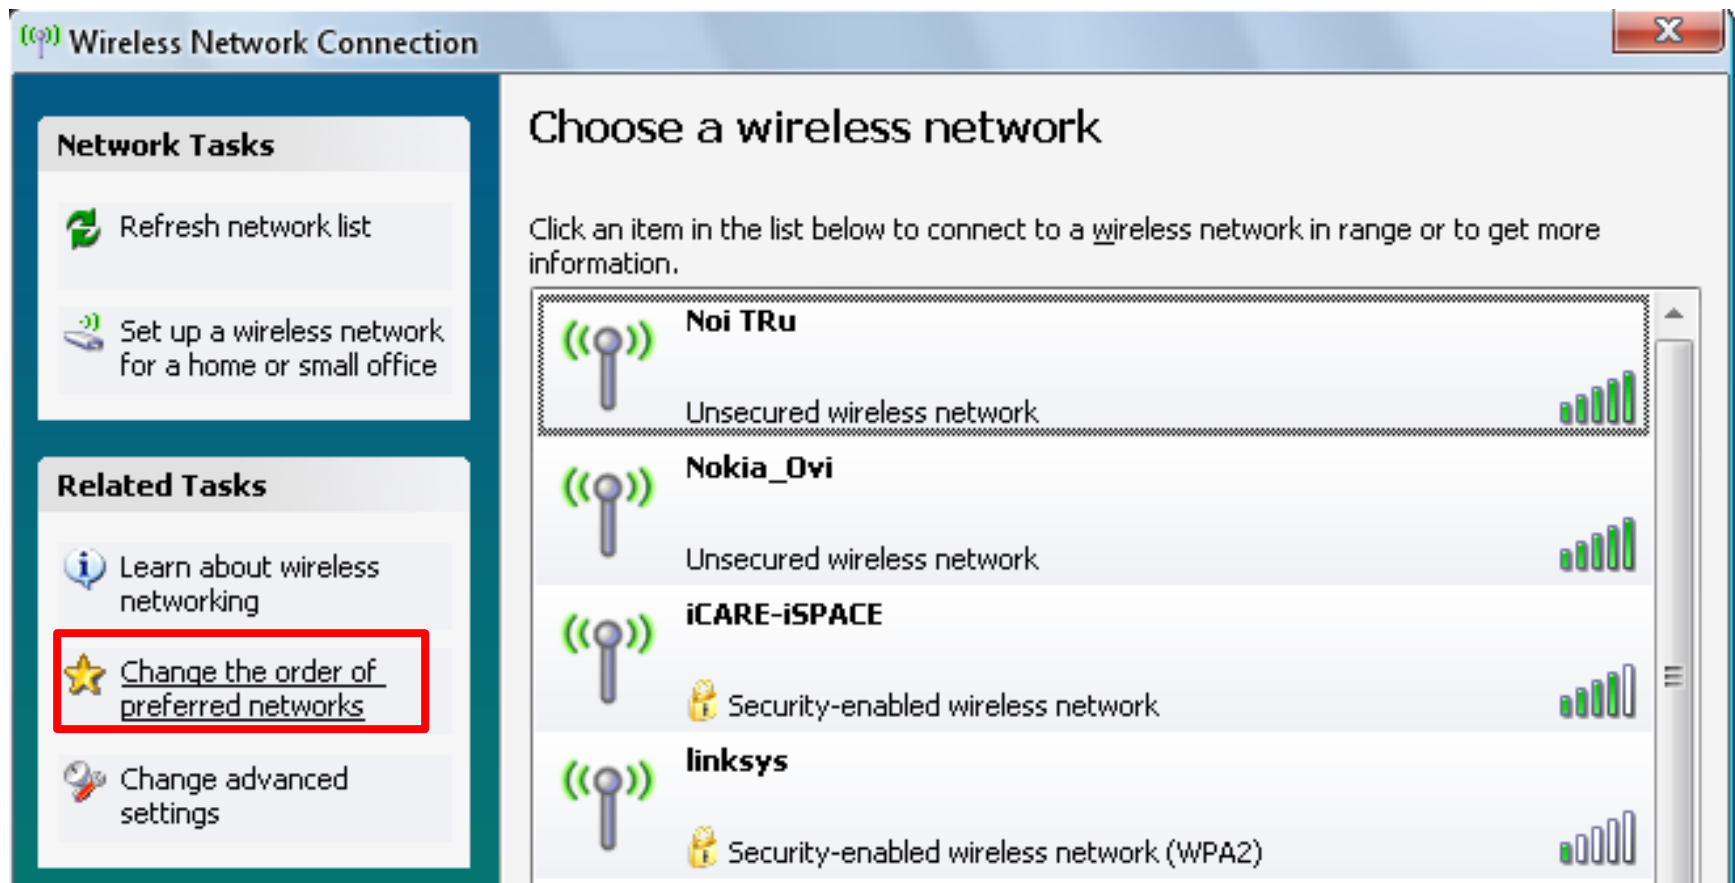 Wireless Network Connection
Network Tasks
Refresh network list
Set up a wireless network
for a home or small office
Related Tasks
Learn about wireless
networking
Change the order of
preferred networks
Change advanced
settings
Choose a wireless network
Click an item in the list below to connect to a wireless network in range or to get more
information.
Noi TRu
Unsecured wireless network
Nokia_Ovi
Unsecured wireless network
iCARE-iSPACE
Security-enabled wireless network
linksys
Security-enabled wireless network (WPA2)